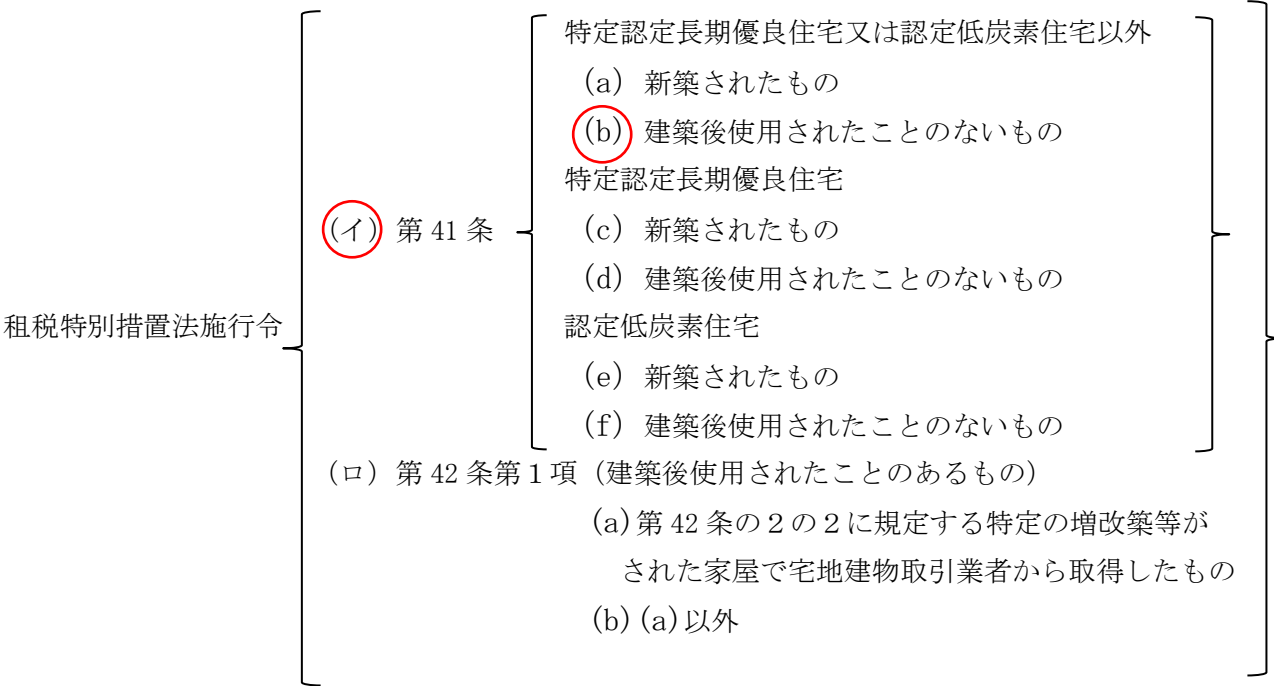 特定認定長期優良住宅又は認定低炭素住宅以外
(a) 新築されたもの
(b) 建築後使用されたことのないもの
特定認定長期優良住宅
(イ) 第 41 条
(c) 新築されたもの
(d) 建築後使用されたことのないもの
租税特別措置法施行令
認定低炭素住宅
(e) 新築されたもの
(f) 建築後使用されたことのないもの
(ロ) 第 42 条第１項（建築後使用されたことのあるもの）
(a)第 42 条の２の２に規定する特定の増改築等が
された家屋で宅地建物取引業者から取得したもの
(b)(a)以外